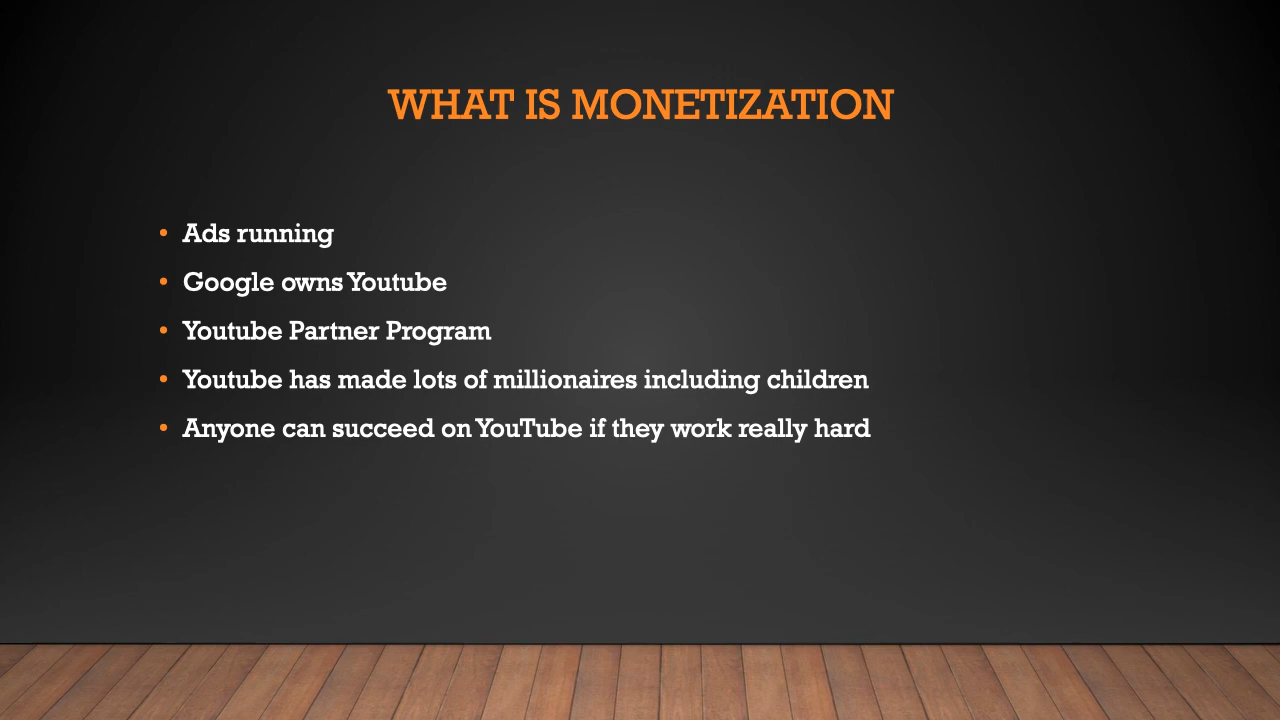 WHAT IS MONETIZATION
• Ads running
• Google owns Youtube
• Youtube Partner Program
• Youtube has made lots of millionaires including children
• Anyone can succeed on YouTube if they work really hard